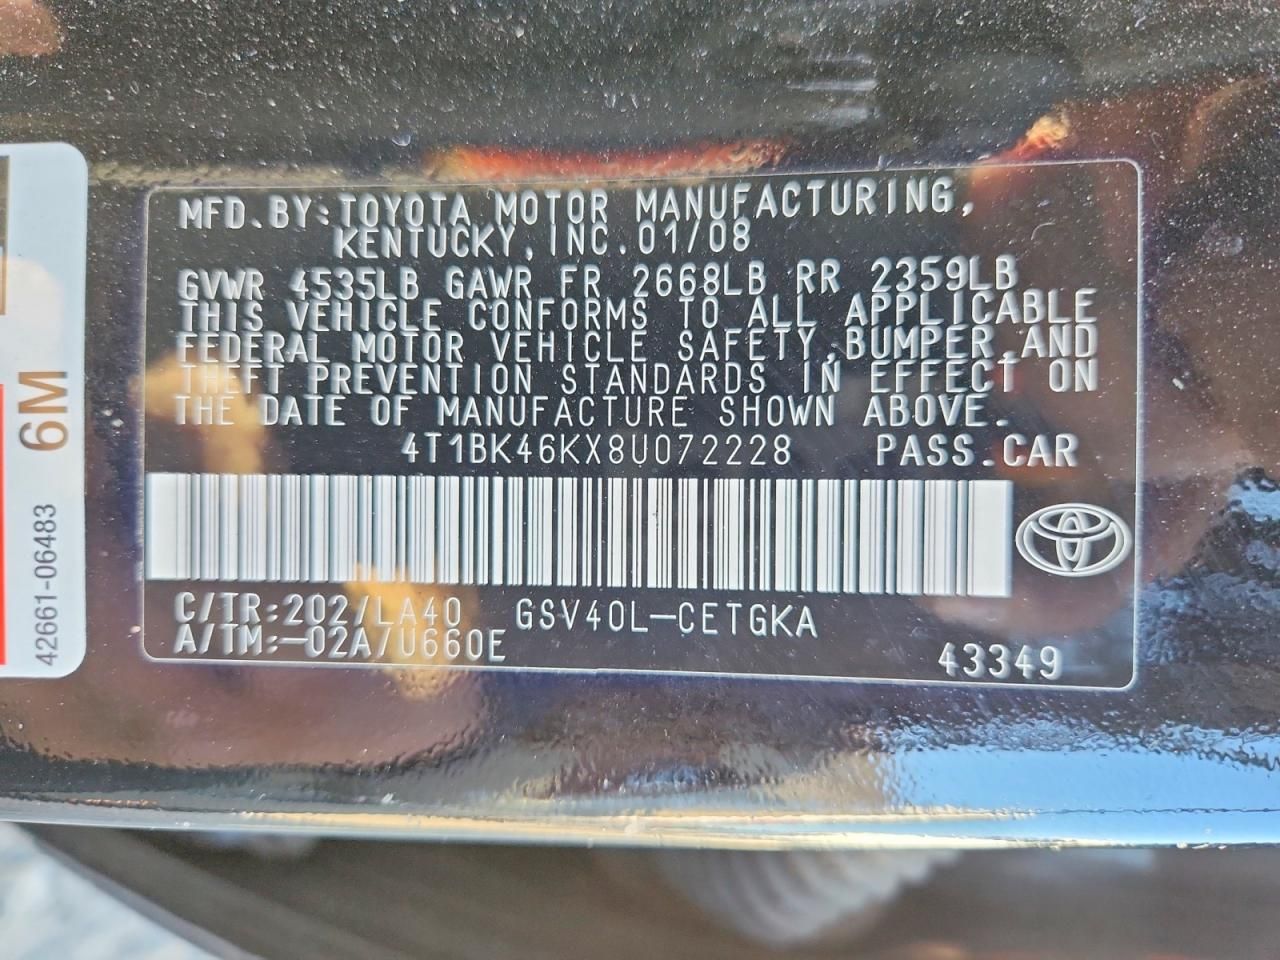 MFD.BY:TOYOTA MOTOR MANUFACTURING,
KENTUCKY,INC.01/08
GVWR 4535LB GAWR FR 2668LB RR 2359LB
THIS VEHICLE CONFORMS TO ALL APPLICABLE
FEDERAL MOTOR VEHICLE SAFETY,BUMPER,AND
THEFT PREVENTION STANDARDS IN EFFECT ON
THE DATE OF MANUFACTURE SHOWN ABOVE.
4T1BK46KX8U072228 PASS.CAR
C/TR:202/LA40 GSV40L-CETGKA
A/TM:-02A/U660E
43349
6M
42661-06483